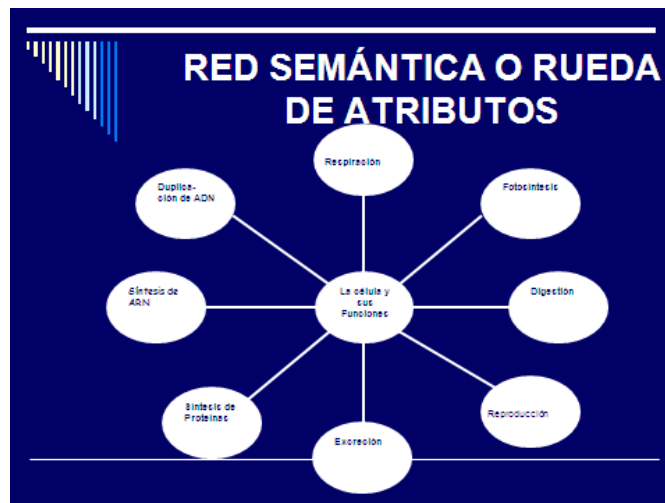 RED SEMÁNTICA O RUEDA
DE ATRIBUTOS
Respiración
Duplica-
ción de ADN
Fotosíntesis
Síntesis de
ARN
La célula y
sus
Funciones
Digestión
Síntesis de
Proteínas
Reproducción
Excreción